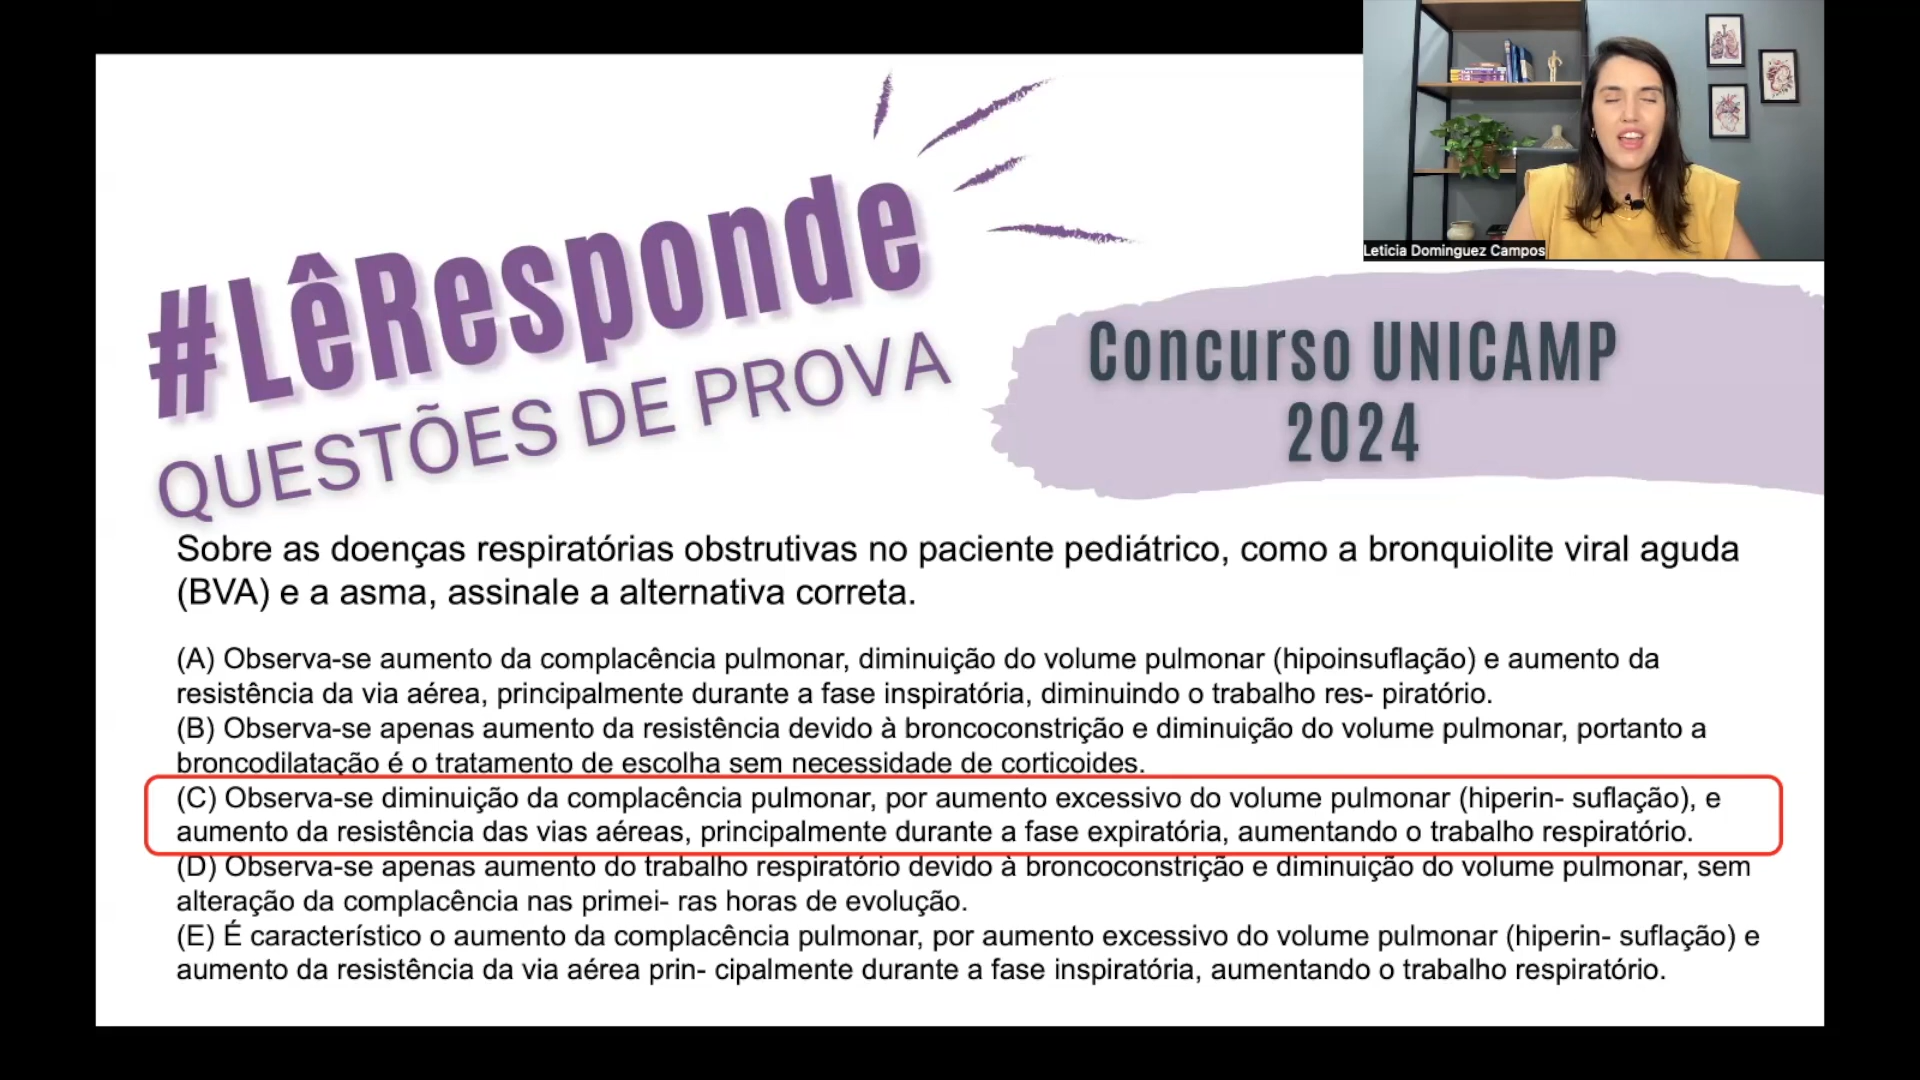 #LêResponde
QUESTÕES DE PROVA
Leticia Dominguez Campos
Concurso UNICAMP
2024
Sobre as doenças respiratórias obstrutivas no paciente pediátrico, como a bronquiolite viral aguda
(BVA) e a asma, assinale a alternativa correta.
(A) Observa-se aumento da complacência pulmonar, diminuição do volume pulmonar (hipoinsuflação) e aumento da
resistência da via aérea, principalmente durante a fase inspiratória, diminuindo o trabalho res- piratório.
(B) Observa-se apenas aumento da resistência devido à broncoconstrição e diminuição do volume pulmonar, portanto a
broncodilatação é o tratamento de escolha sem necessidade de corticoides.
(C) Observa-se diminuição da complacência pulmonar, por aumento excessivo do volume pulmonar (hiperin- suflação), e
aumento da resistência das vias aéreas, principalmente durante a fase expiratória, aumentando o trabalho respiratório.
(D) Observa-se apenas aumento do trabalho respiratório devido à broncoconstrição e diminuição do volume pulmonar, sem
alteração da complacência nas primei- ras horas de evolução.
(E) É característico o aumento da complacência pulmonar, por aumento excessivo do volume pulmonar (hiperin- suflação) e
aumento da resistência da via aérea prin- cipalmente durante a fase inspiratória, aumentando o trabalho respiratório.